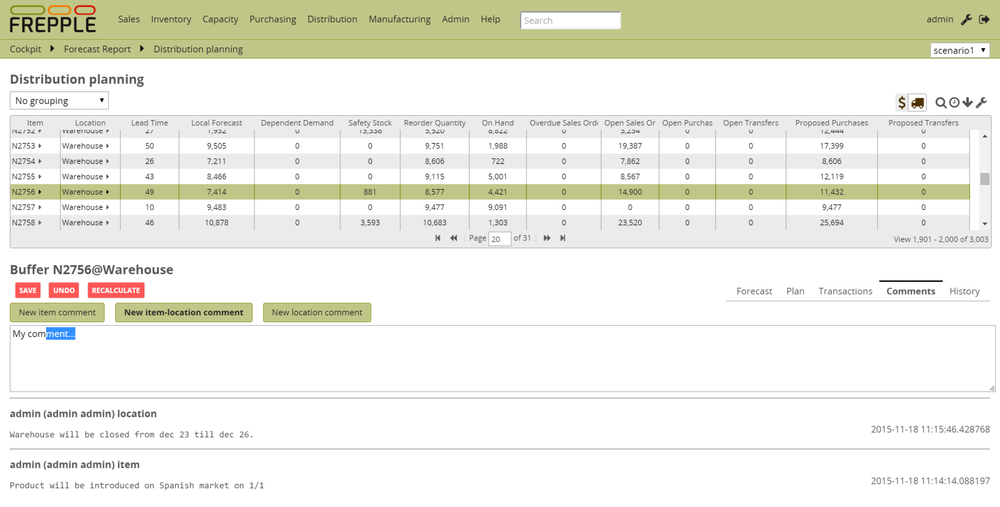 FREPPLE Sales Inventory Capacity Purchasing Distribution Manufacturing Admin Help Search admin
Cockpit Forecast Report Distribution planning scenario1
Distribution planning
No grouping
Item Location Lead Time Local Forecast Dependent Demand Safety Stock Reorder Quantity On Hand Overdue Sales Orde Open Sales Or Open Purchas Open Transfers Proposed Purchases Proposed Transfers
N2752 Warehouse 27 1,932 0 13,338 5,520 8,822 0 3,234 0 0 12,444 0
N2753 Warehouse 50 9,505 0 0 9,751 1,988 0 19,387 0 0 17,399 0
N2754 Warehouse 26 7,211 0 0 8,606 722 0 7,862 0 0 8,606 0
N2755 Warehouse 43 8,466 0 0 9,115 5,001 0 8,567 0 0 12,119 0
N2756 Warehouse 49 7,414 0 881 8,577 4,421 0 14,900 0 0 11,432 0
N2757 Warehouse 10 9,483 0 0 9,477 9,091 0 0 0 0 9,477 0
N2758 Warehouse 46 10,878 0 3,593 10,683 1,303 0 23,520 0 0 25,694 0
Page 20 of 31 View 1,901 - 2,000 of 3,003
Buffer N2756@Warehouse
SAVE UNDO RECALCULATE Forecast Plan Transactions Comments History
New item comment New item-location comment New location comment
My comment...
admin (admin admin) location
Warehouse will be closed from dec 23 till dec 26. 2015-11-18 11:15:46.428768
admin (admin admin) item
Product will be introduced on Spanish market on 1/1 2015-11-18 11:14:14.088197